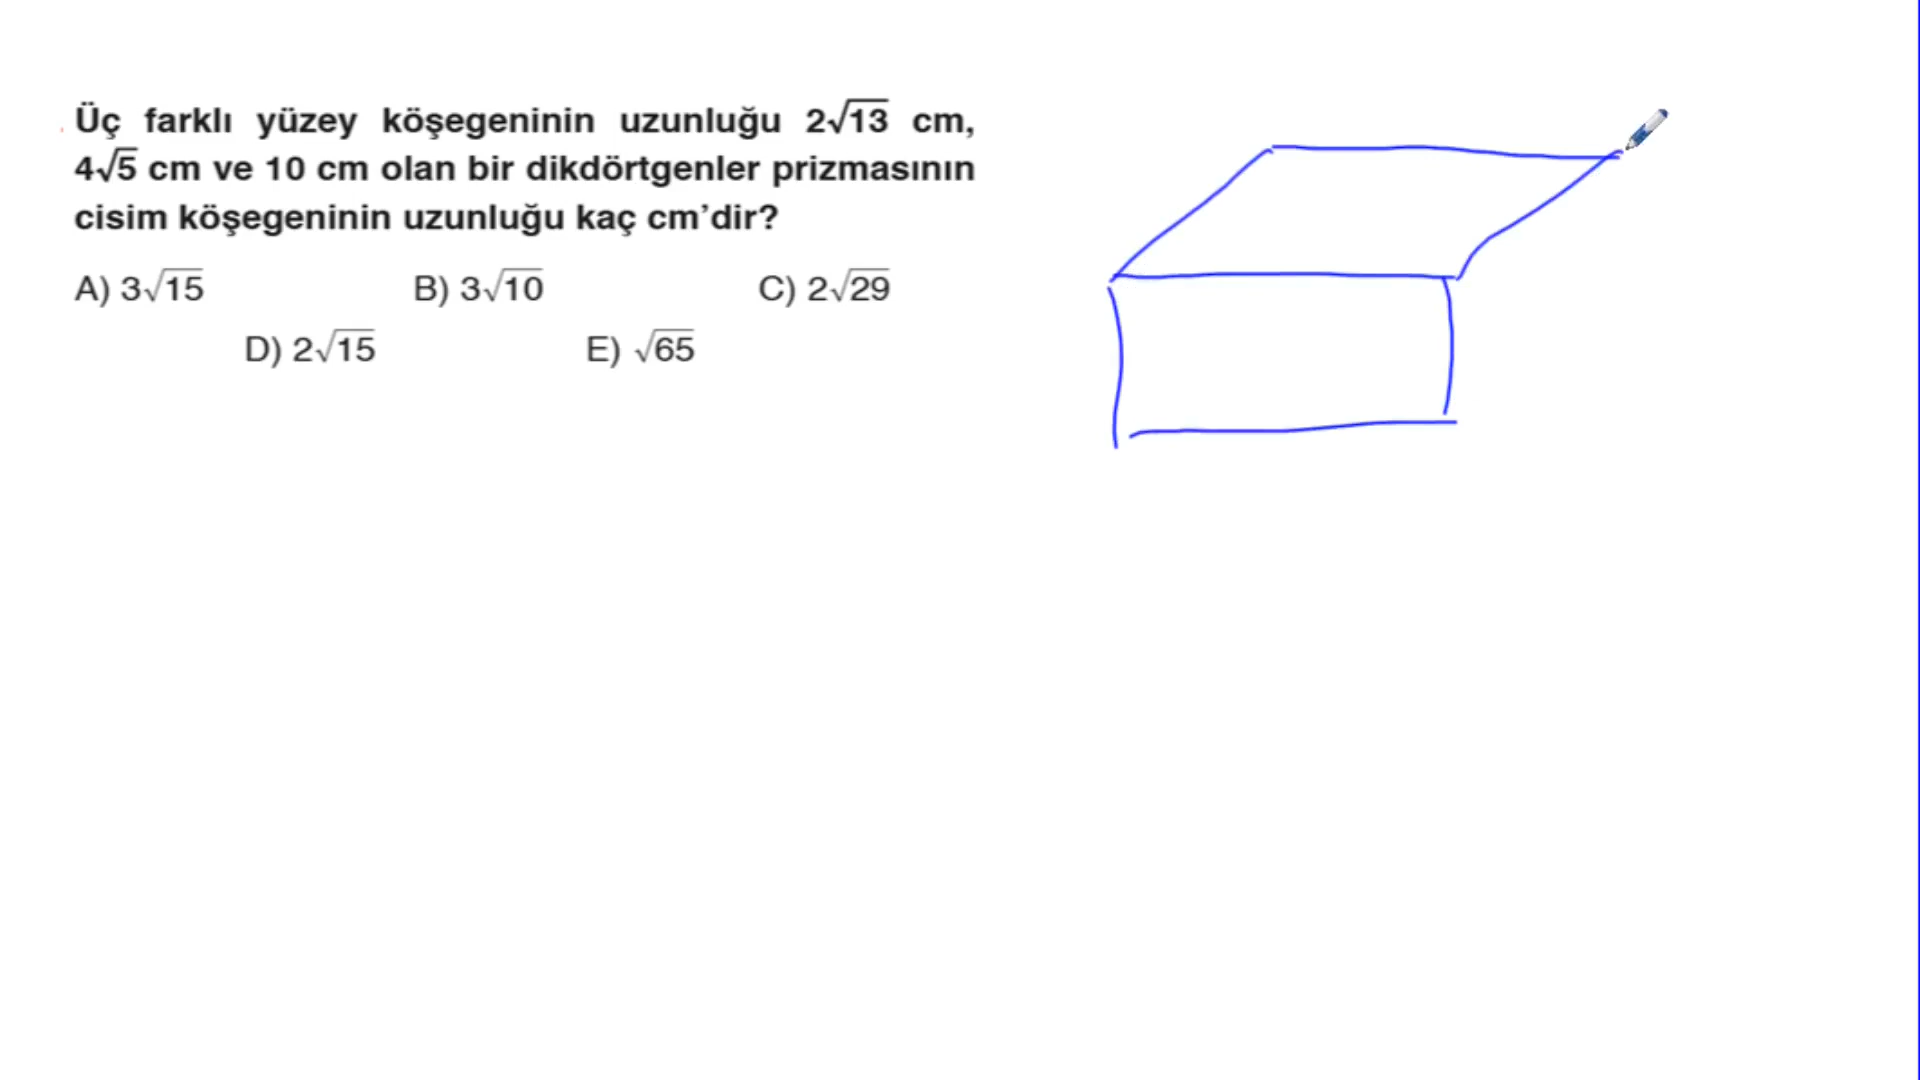 Üç farklı yüzey köşegeninin uzunluğu 2√13 cm,
4√5 cm ve 10 cm olan bir dikdörtgenler prizmasının
cisim köşegeninin uzunluğu kaç cm’dir?
A) 3√15 B) 3√10 C) 2√29
D) 2√15 E) √65